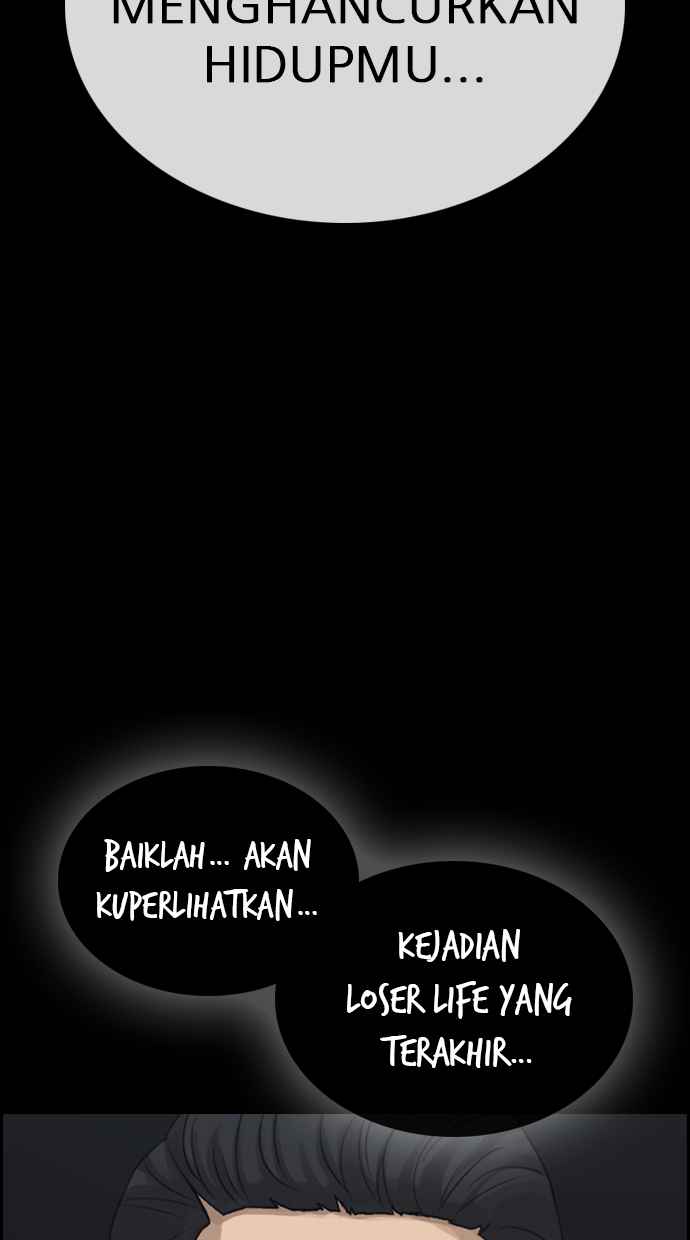 MENGHANCURKAN
HIDUPMU...
BAIKLAH... AKAN
KUPERLIHATKAN...
KEJADIAN
LOSER LIFE YANG
TERAKHIR...